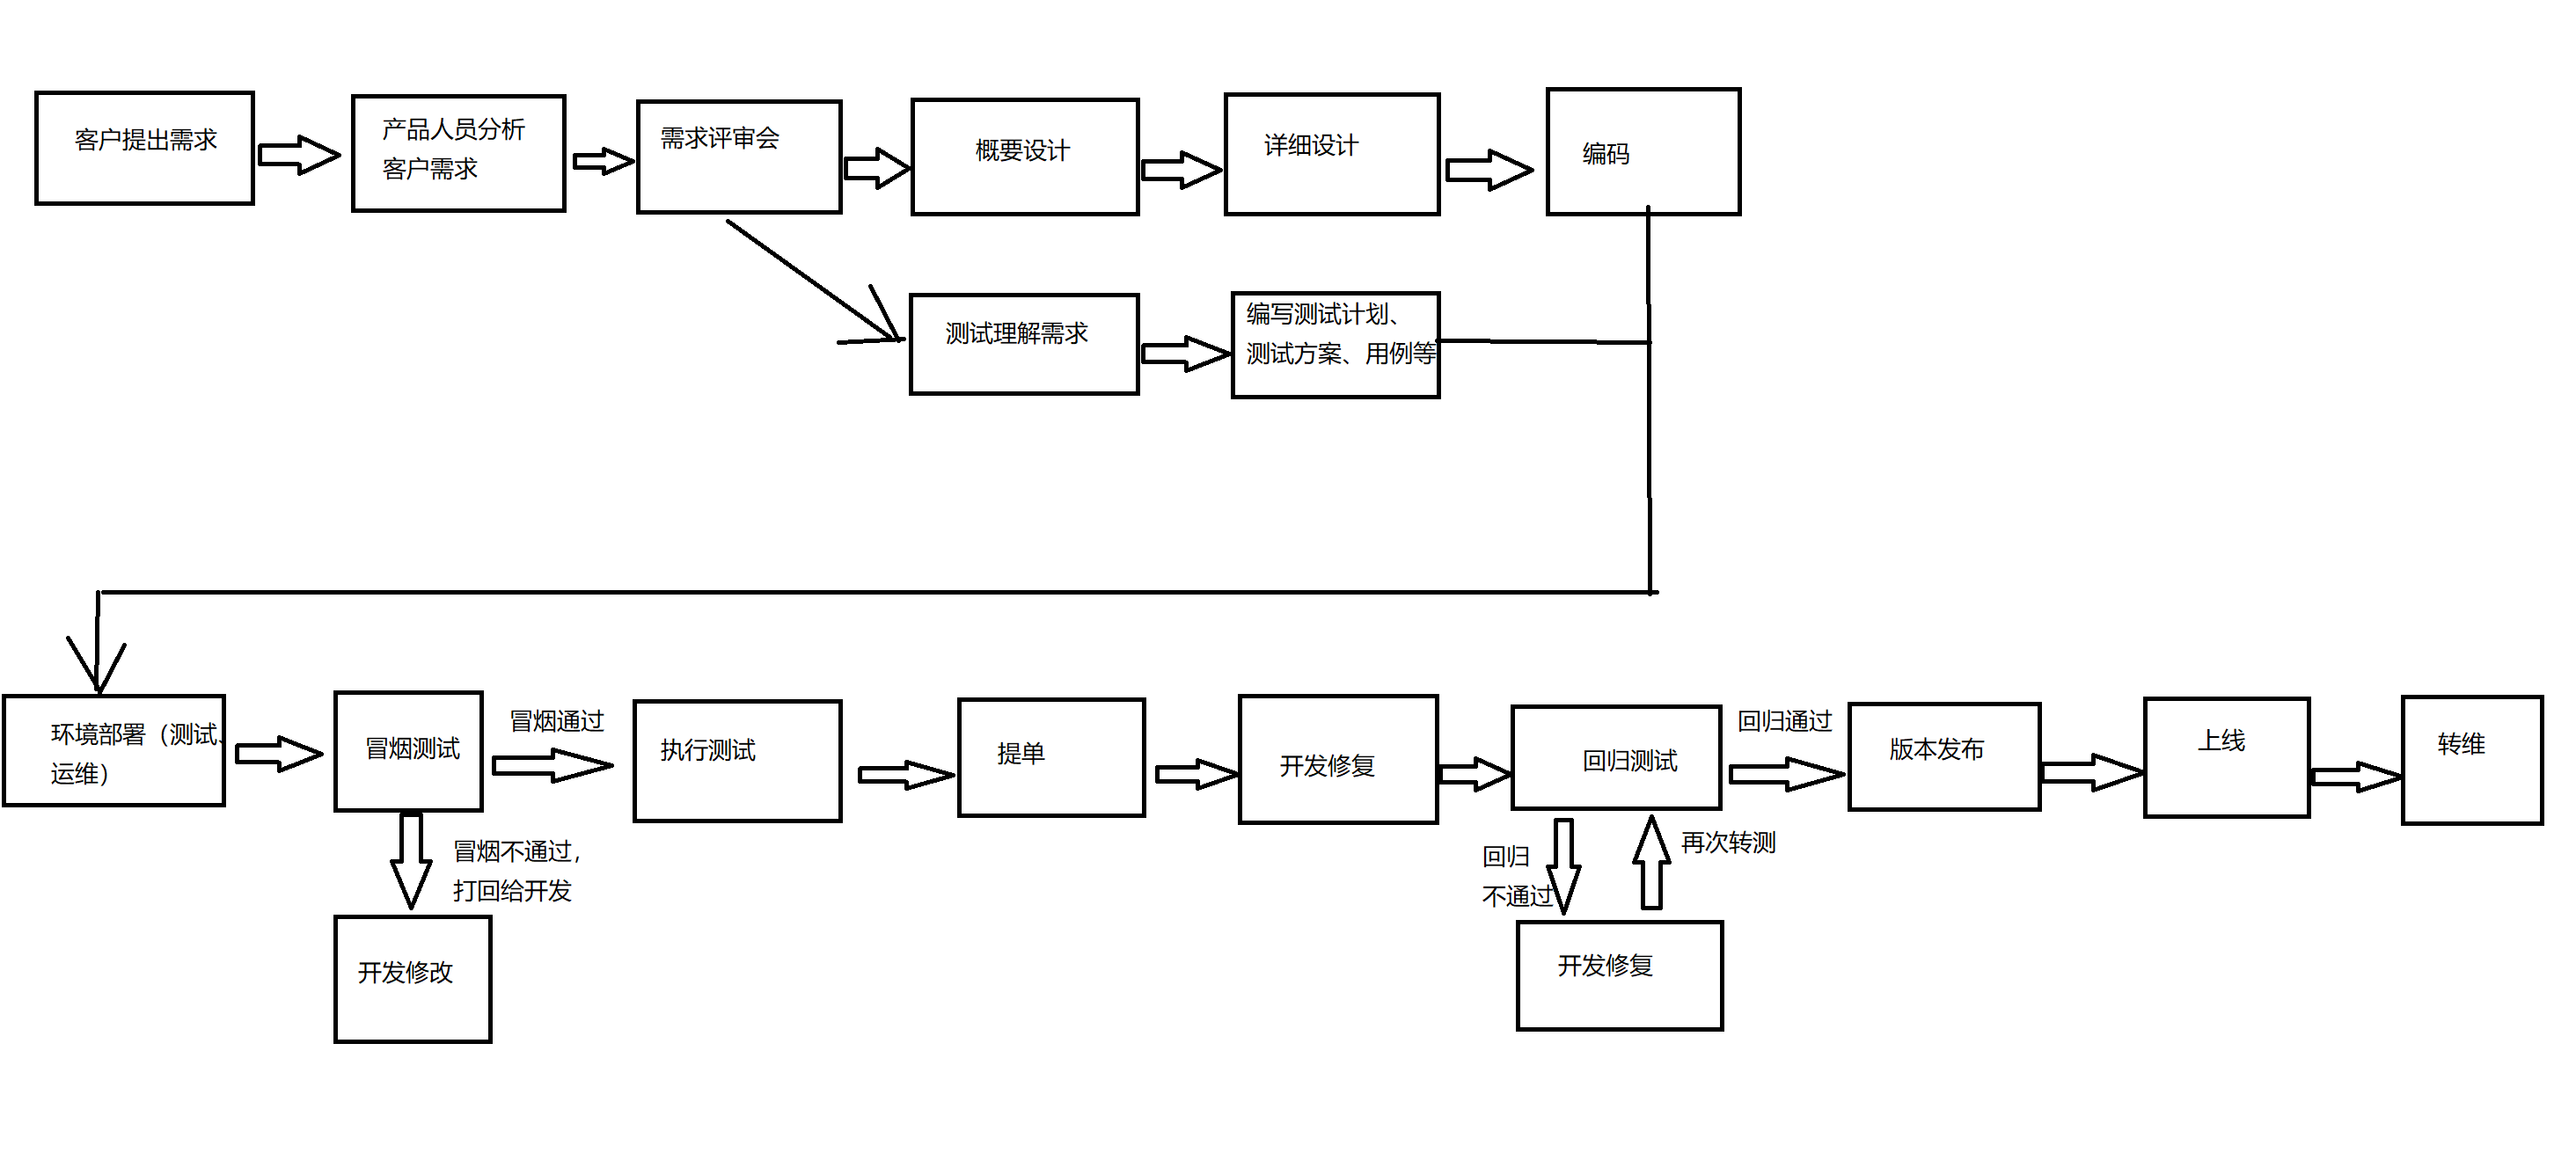 客户提出需求
产品人员分析
客户需求
需求评审会
概要设计
详细设计
编码
测试理解需求
编写测试计划、
测试方案、用例等
环境部署（测试、
运维）
冒烟测试
冒烟通过
执行测试
提单
开发修复
回归测试
回归通过
版本发布
上线
转维
冒烟不通过，
打回给开发
回归
不通过
再次转测
开发修改
开发修复